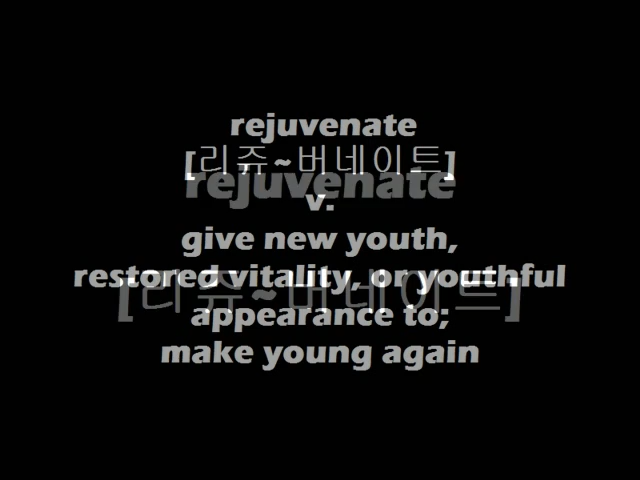 rejuvenate
[리쥬~버네이트]
rejuvenate
v.
give new youth,
restored vitality, or youthful
[리쥬~버네이트]
appearance to;
make young again